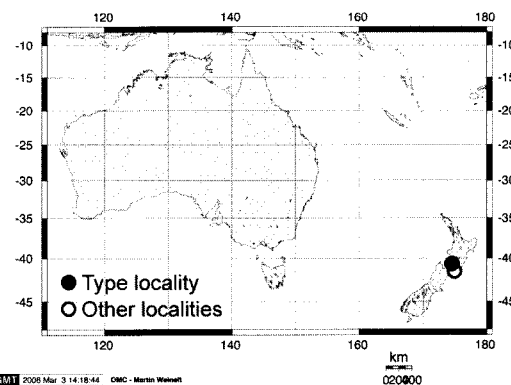 120 140 160 180
-10 -10
-15 -15
-20 -20
-25 -25
-30 -30
-35 -35
-40 -40
-45 -45
Type locality
Other localities
120 140 160 180
km
GMT 2006 Mar 3 14:18:44 OMC - Martin Weinelt